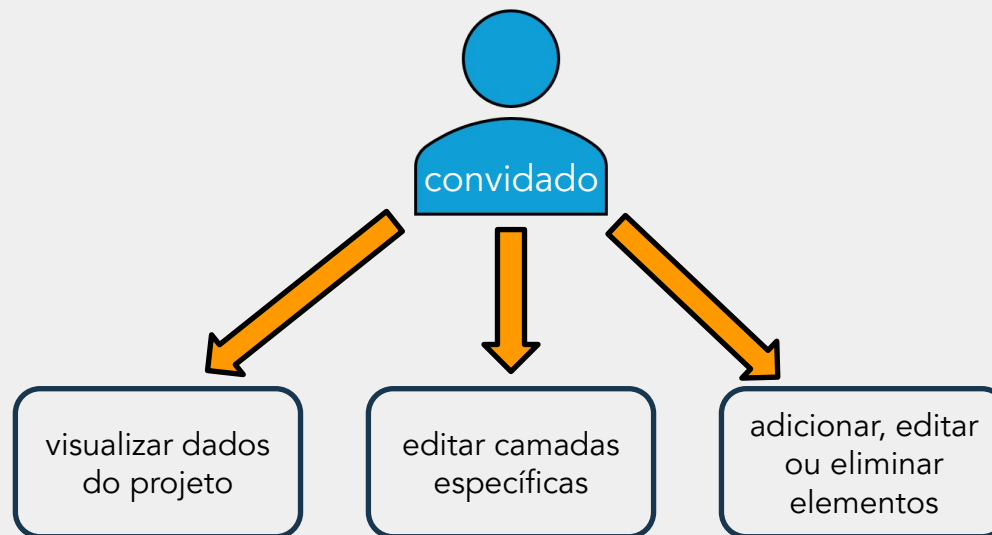 convidado
visualizar dados
do projeto
editar camadas
específicas
adicionar, editar
ou eliminar
elementos